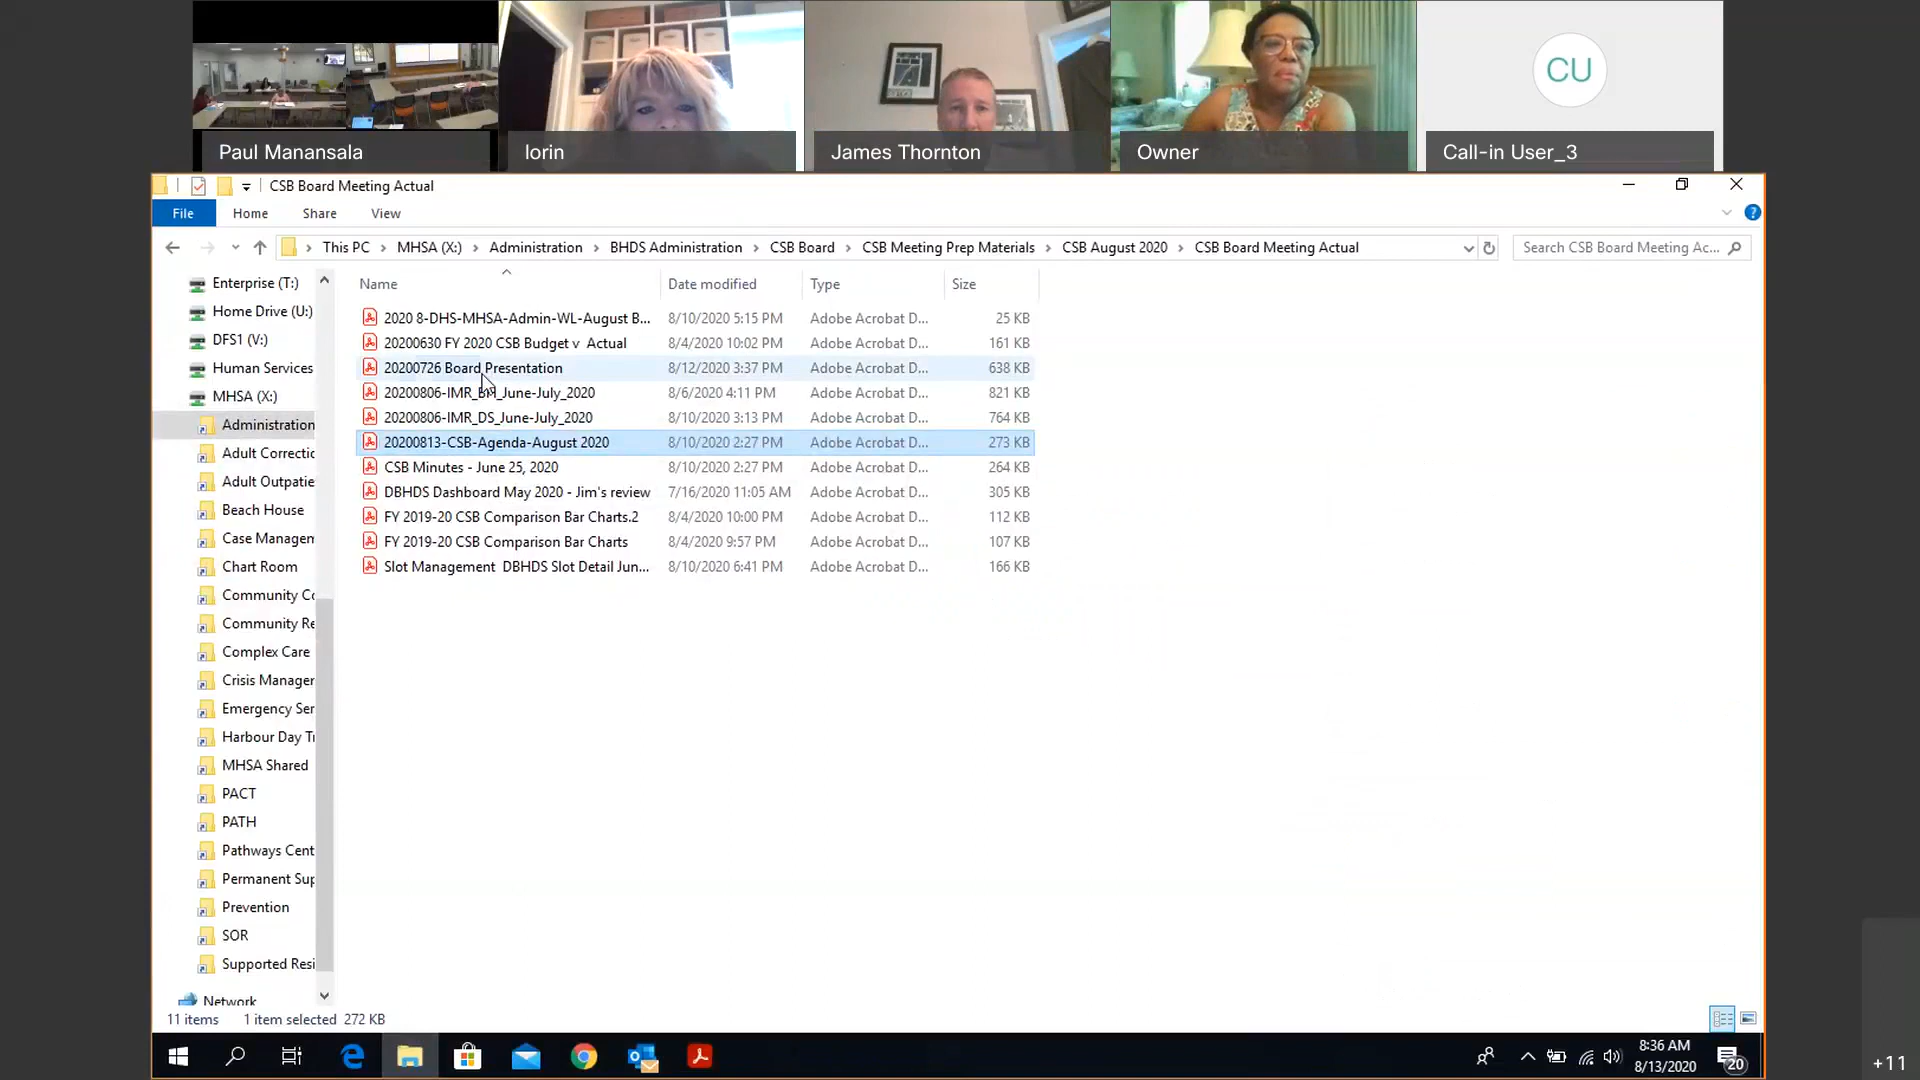 Paul Manansala
lorin
James Thornton
Owner
CU
Call-in User_3
CSB Board Meeting Actual
File Home Share View
This PC MHSA (X:) Administration BHDS Administration CSB Board CSB Meeting Prep Materials CSB August 2020 CSB Board Meeting Actual
Search CSB Board Meeting Ac...
Name Date modified Type Size
2020 8-DHS-MHSA-Admin-WL-August B... 8/10/2020 5:15 PM Adobe Acrobat D... 25 KB
20200630 FY 2020 CSB Budget v Actual 8/4/2020 10:02 PM Adobe Acrobat D... 161 KB
20200726 Board Presentation 8/12/2020 3:37 PM Adobe Acrobat D... 638 KB
20200806-IMR_BH_June-July_2020 8/6/2020 4:11 PM Adobe Acrobat D... 821 KB
20200806-IMR_DS_June-July_2020 8/10/2020 3:13 PM Adobe Acrobat D... 764 KB
20200813-CSB-Agenda-August 2020 8/10/2020 2:27 PM Adobe Acrobat D... 273 KB
CSB Minutes - June 25, 2020 8/10/2020 2:27 PM Adobe Acrobat D... 264 KB
DBHDS Dashboard May 2020 - Jim's review 7/16/2020 11:05 AM Adobe Acrobat D... 305 KB
FY 2019-20 CSB Comparison Bar Charts.2 8/4/2020 10:00 PM Adobe Acrobat D... 112 KB
FY 2019-20 CSB Comparison Bar Charts 8/4/2020 9:57 PM Adobe Acrobat D... 107 KB
Slot Management DBHDS Slot Detail Jun... 8/10/2020 6:41 PM Adobe Acrobat D... 166 KB
Enterprise (T:)
Home Drive (U:)
DFS1 (V:)
Human Services
MHSA (X:)
Administration
Adult Correctic
Adult Outpatie
Beach House
Case Managem
Chart Room
Community Co
Community Re
Complex Care
Crisis Manager
Emergency Ser
Harbour Day Tr
MHSA Shared
PACT
PATH
Pathways Cent
Permanent Sup
Prevention
SOR
Supported Resi
Network
11 items 1 item selected 272 KB
8:36 AM
8/13/2020
20
+11